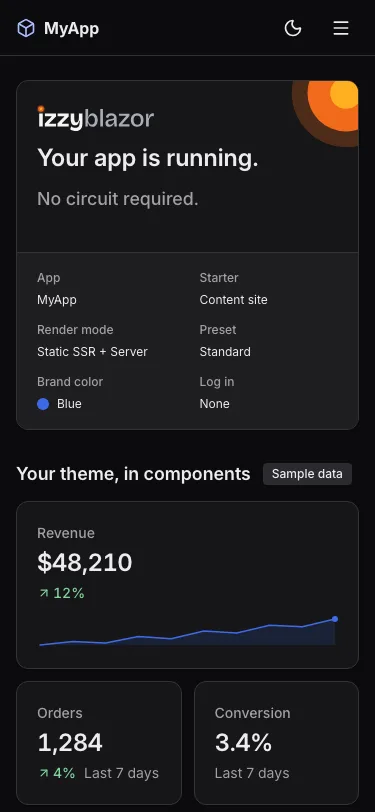 MyApp
izzyblazor
Your app is running.
No circuit required.
App
MyApp
Starter
Content site
Render mode
Static SSR + Server
Preset
Standard
Brand color
Blue
Log in
None
Your theme, in components
Sample data
Revenue
$48,210
↗ 12%
Orders
1,284
↗ 4% Last 7 days
Conversion
3.4%
Last 7 days